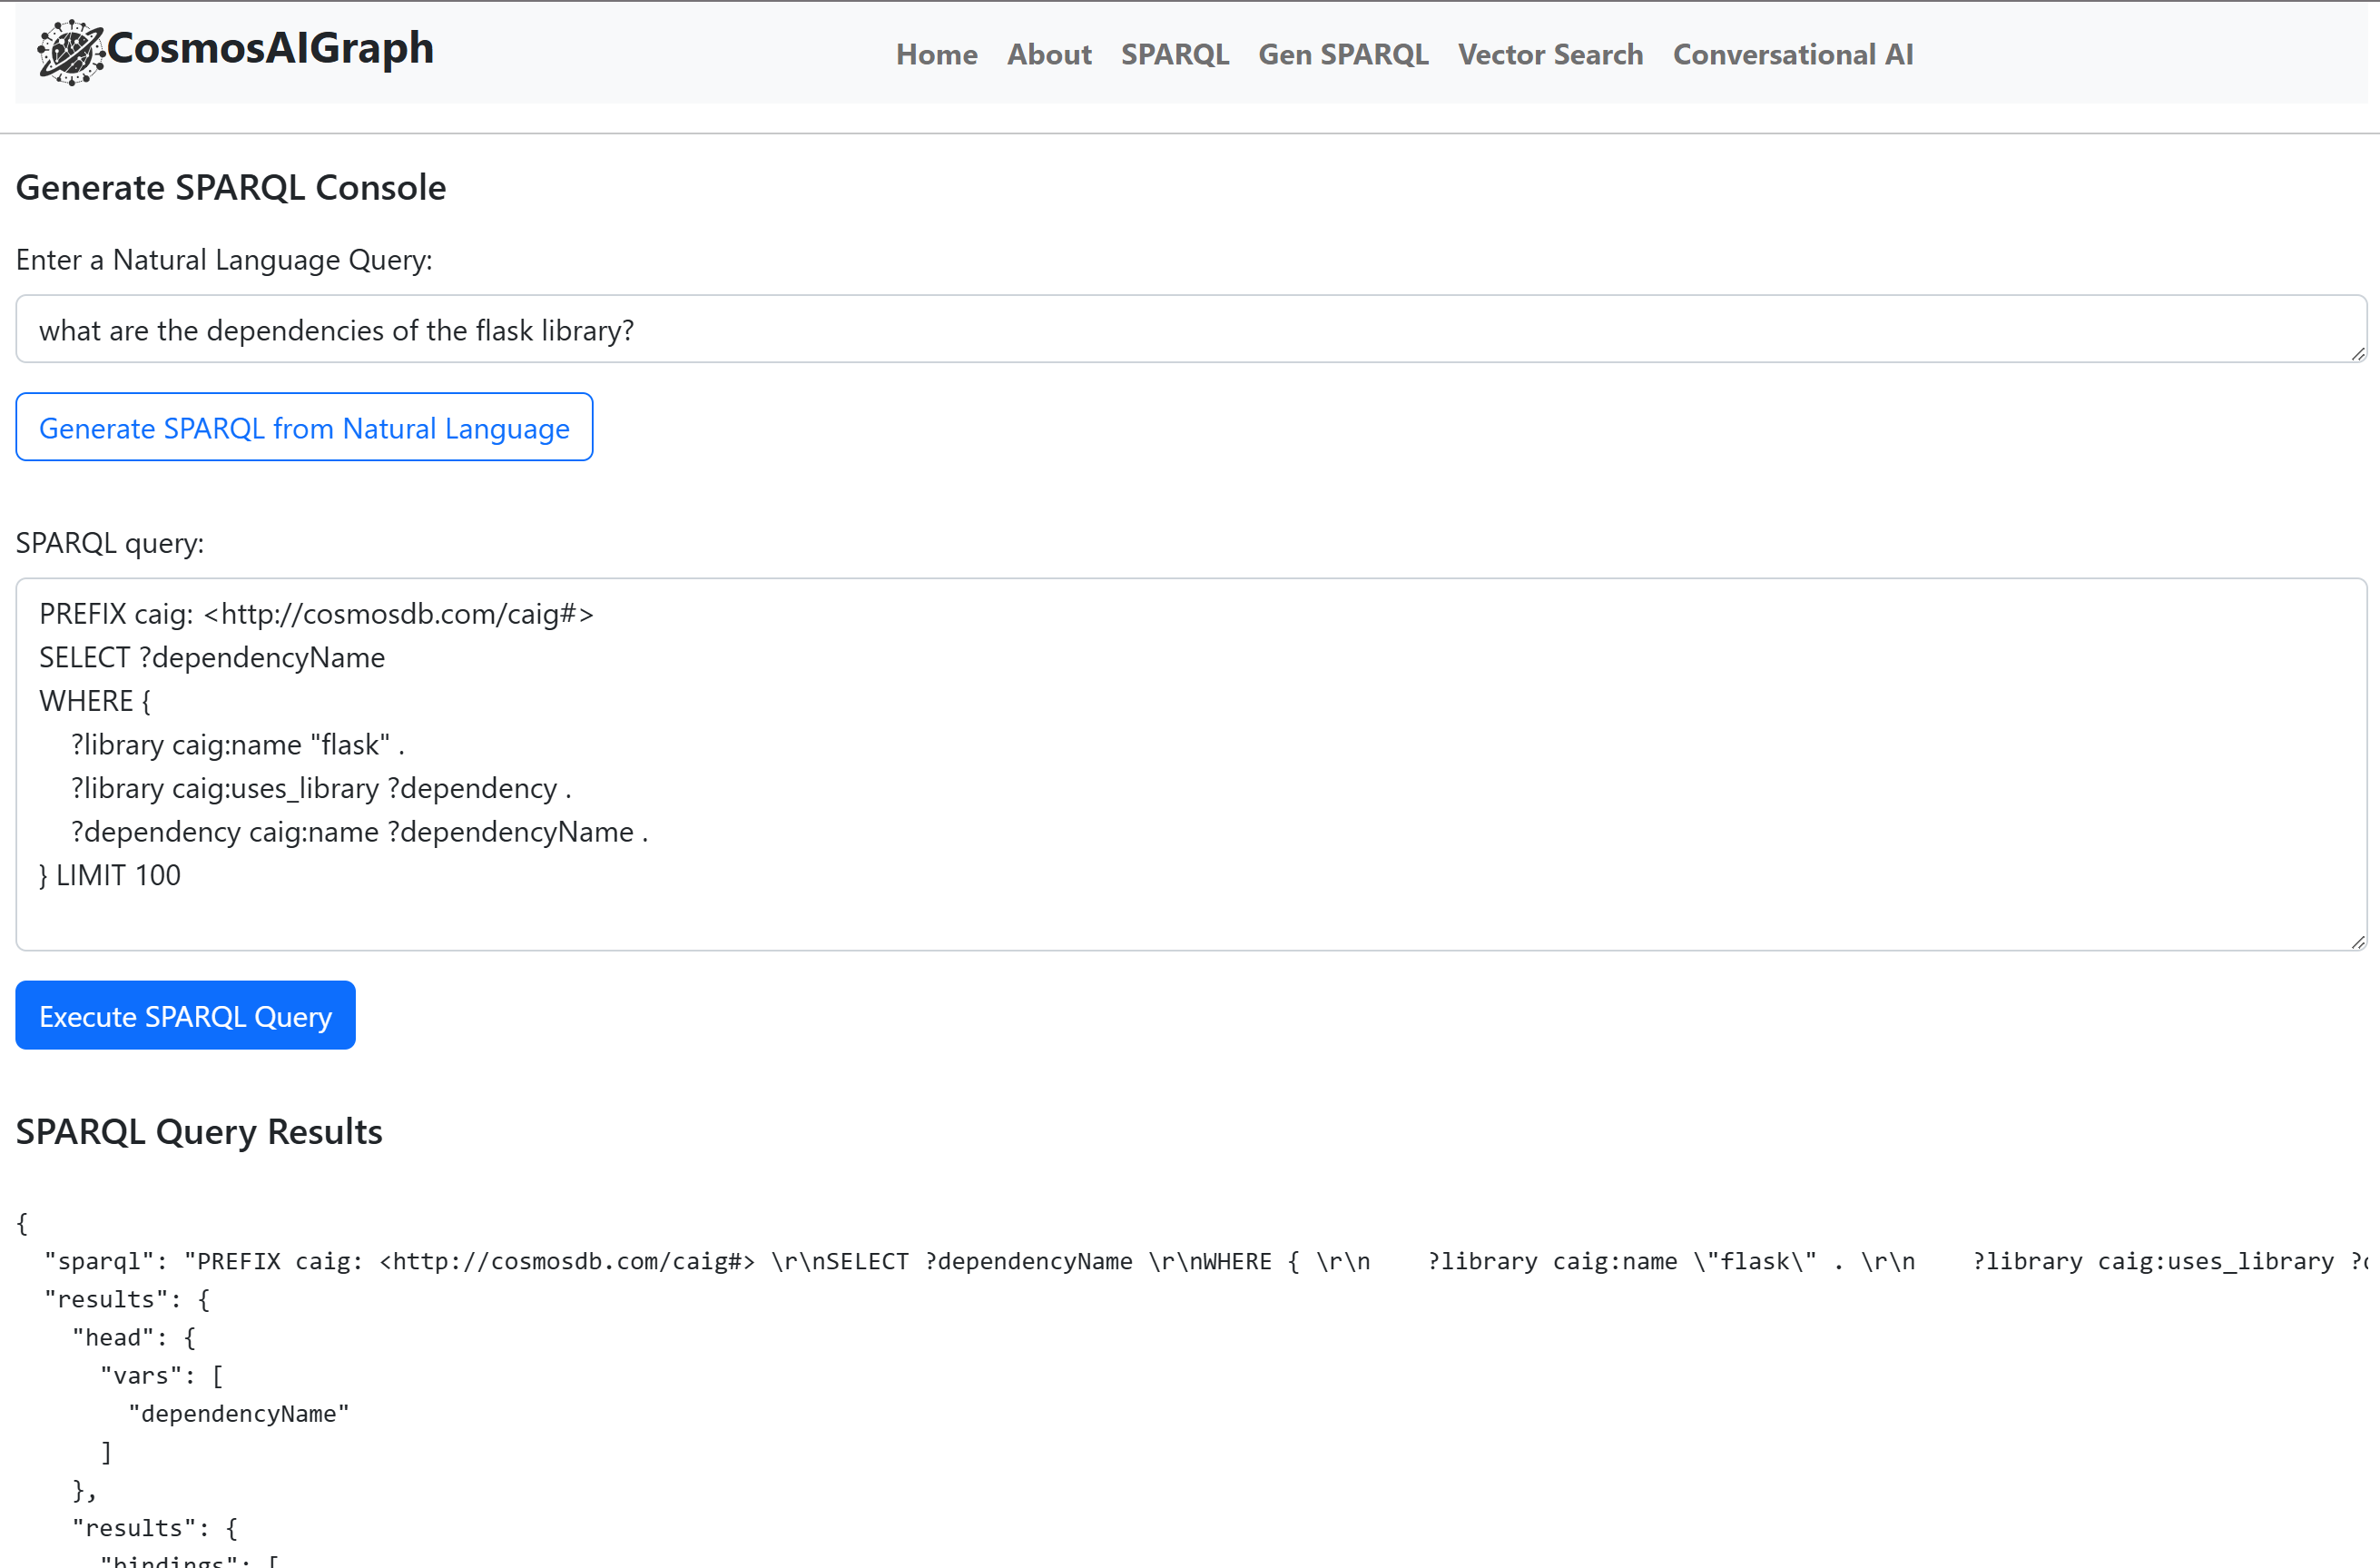 CosmosAIGraph
Home About SPARQL Gen SPARQL Vector Search Conversational AI
Generate SPARQL Console
Enter a Natural Language Query:
what are the dependencies of the flask library?
Generate SPARQL from Natural Language
SPARQL query:
PREFIX caig: <http://cosmosdb.com/caig#>
SELECT ?dependencyName
WHERE {
    ?library caig:name "flask" .
    ?library caig:uses_library ?dependency .
    ?dependency caig:name ?dependencyName .
} LIMIT 100
Execute SPARQL Query
SPARQL Query Results
{
  "sparql": "PREFIX caig: <http://cosmosdb.com/caig#> \r\nSELECT ?dependencyName \r\nWHERE { \r\n    ?library caig:name \"flask\" . \r\n    ?library caig:uses_library
  "results": {
    "head": {
      "vars": [
        "dependencyName"
      ]
    },
    "results": {
      "bindings": [